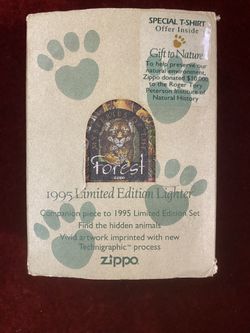 SPECIAL T-SHIRT
Offer Inside
Gift to Nature
To help preserve our
natural environment,
Zippo donated $10,000
to the Roger Tory
Peterson Institute of
Natural History
Forest
ZIPPO
1995 Limited Edition Lighter
Companion piece to 1995 Limited Edition Set
Find the hidden animals
Vivid artwork imprinted with new
Technigraphic™ process
zippo